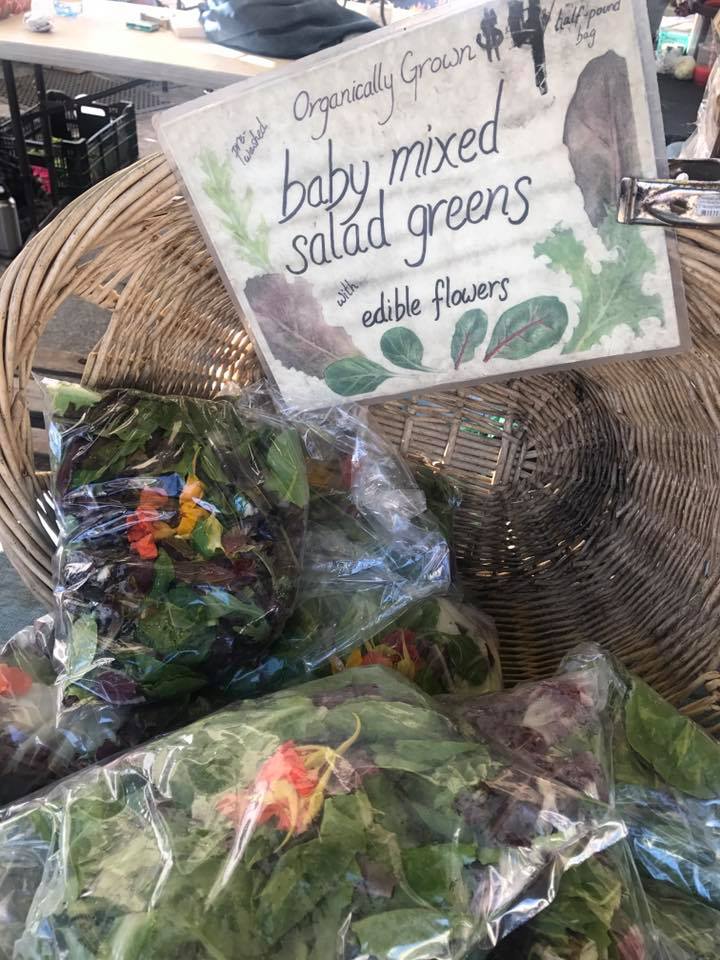 Organically Grown $
half-pound
bag
pre-
washed
baby mixed
salad greens
with
edible flowers